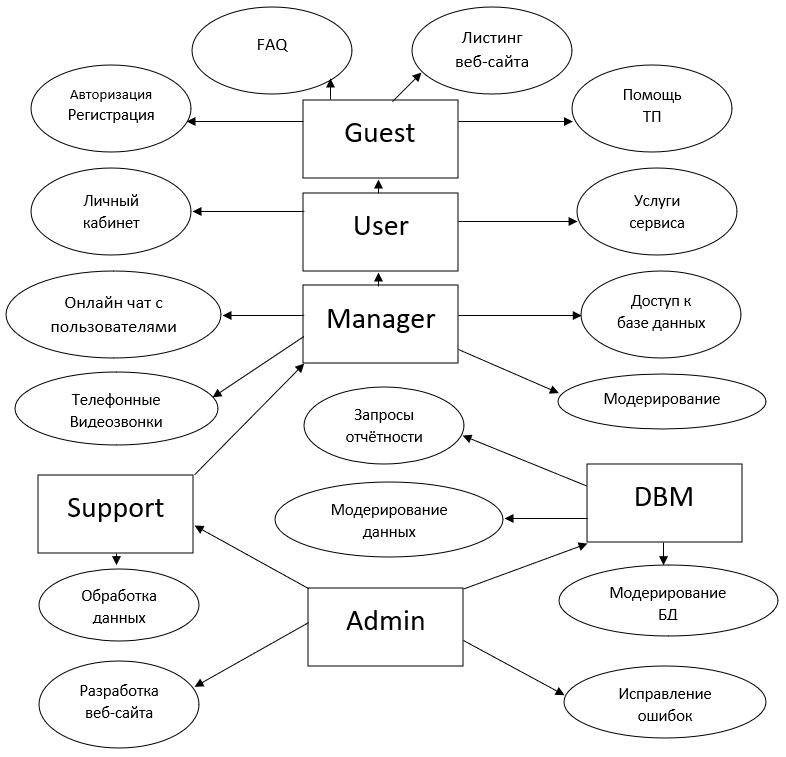 FAQ
Листинг
веб-сайта
Авторизация
Регистрация
Guest
Помощь
ТП
Личный
кабинет
User
Услуги
сервиса
Онлайн чат с
пользователями
Manager
Доступ к
базе данных
Телефонные
Видеозвонки
Запросы
отчётности
Модерирование
Support
Модерирование
данных
DBM
Обработка
данных
Admin
Модерирование
БД
Разработка
веб-сайта
Исправление
ошибок